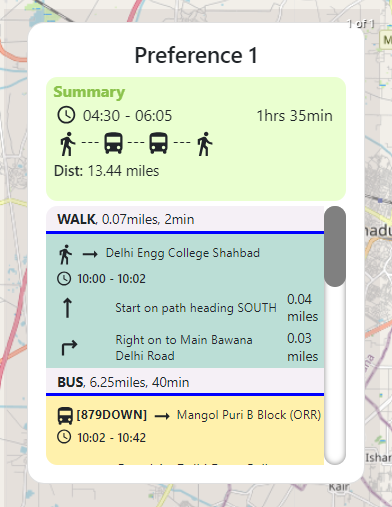 1 of 1
Preference 1
Summary
04:30 - 06:05 1hrs 35min
--- --- ---
Dist: 13.44 miles
WALK, 0.07miles, 2min
→ Delhi Engg College Shahbad
10:00 - 10:02
↑ Start on path heading SOUTH 0.04 miles
Right on to Main Bawana Delhi Road 0.03 miles
BUS, 6.25miles, 40min
[879DOWN] → Mangol Puri B Block (ORR)
10:02 - 10:42
Kair